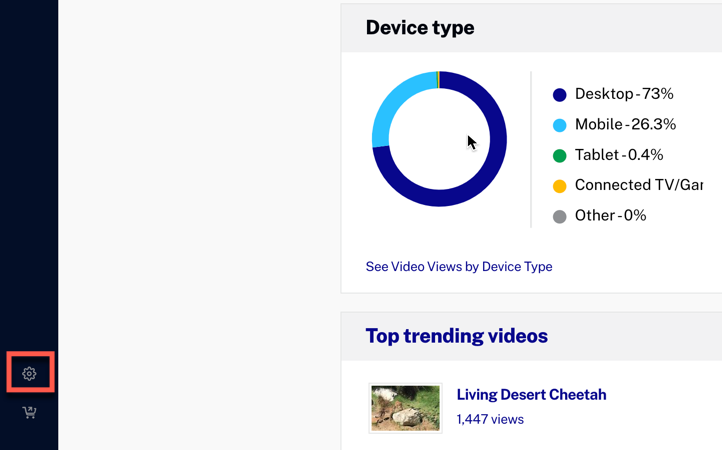 Device type
Desktop - 73%
Mobile - 26.3%
Tablet - 0.4%
Connected TV/Gar
Other - 0%
See Video Views by Device Type
Top trending videos
Living Desert Cheetah
1,447 views